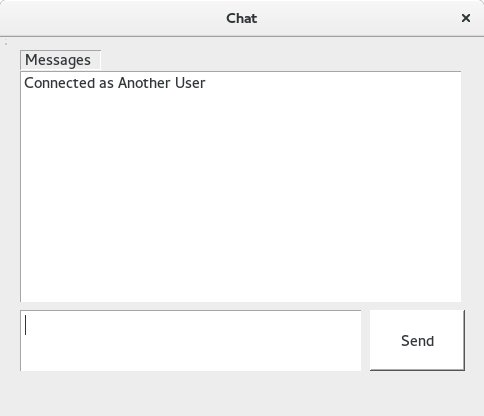 Chat
Messages
Connected as Another User
Send